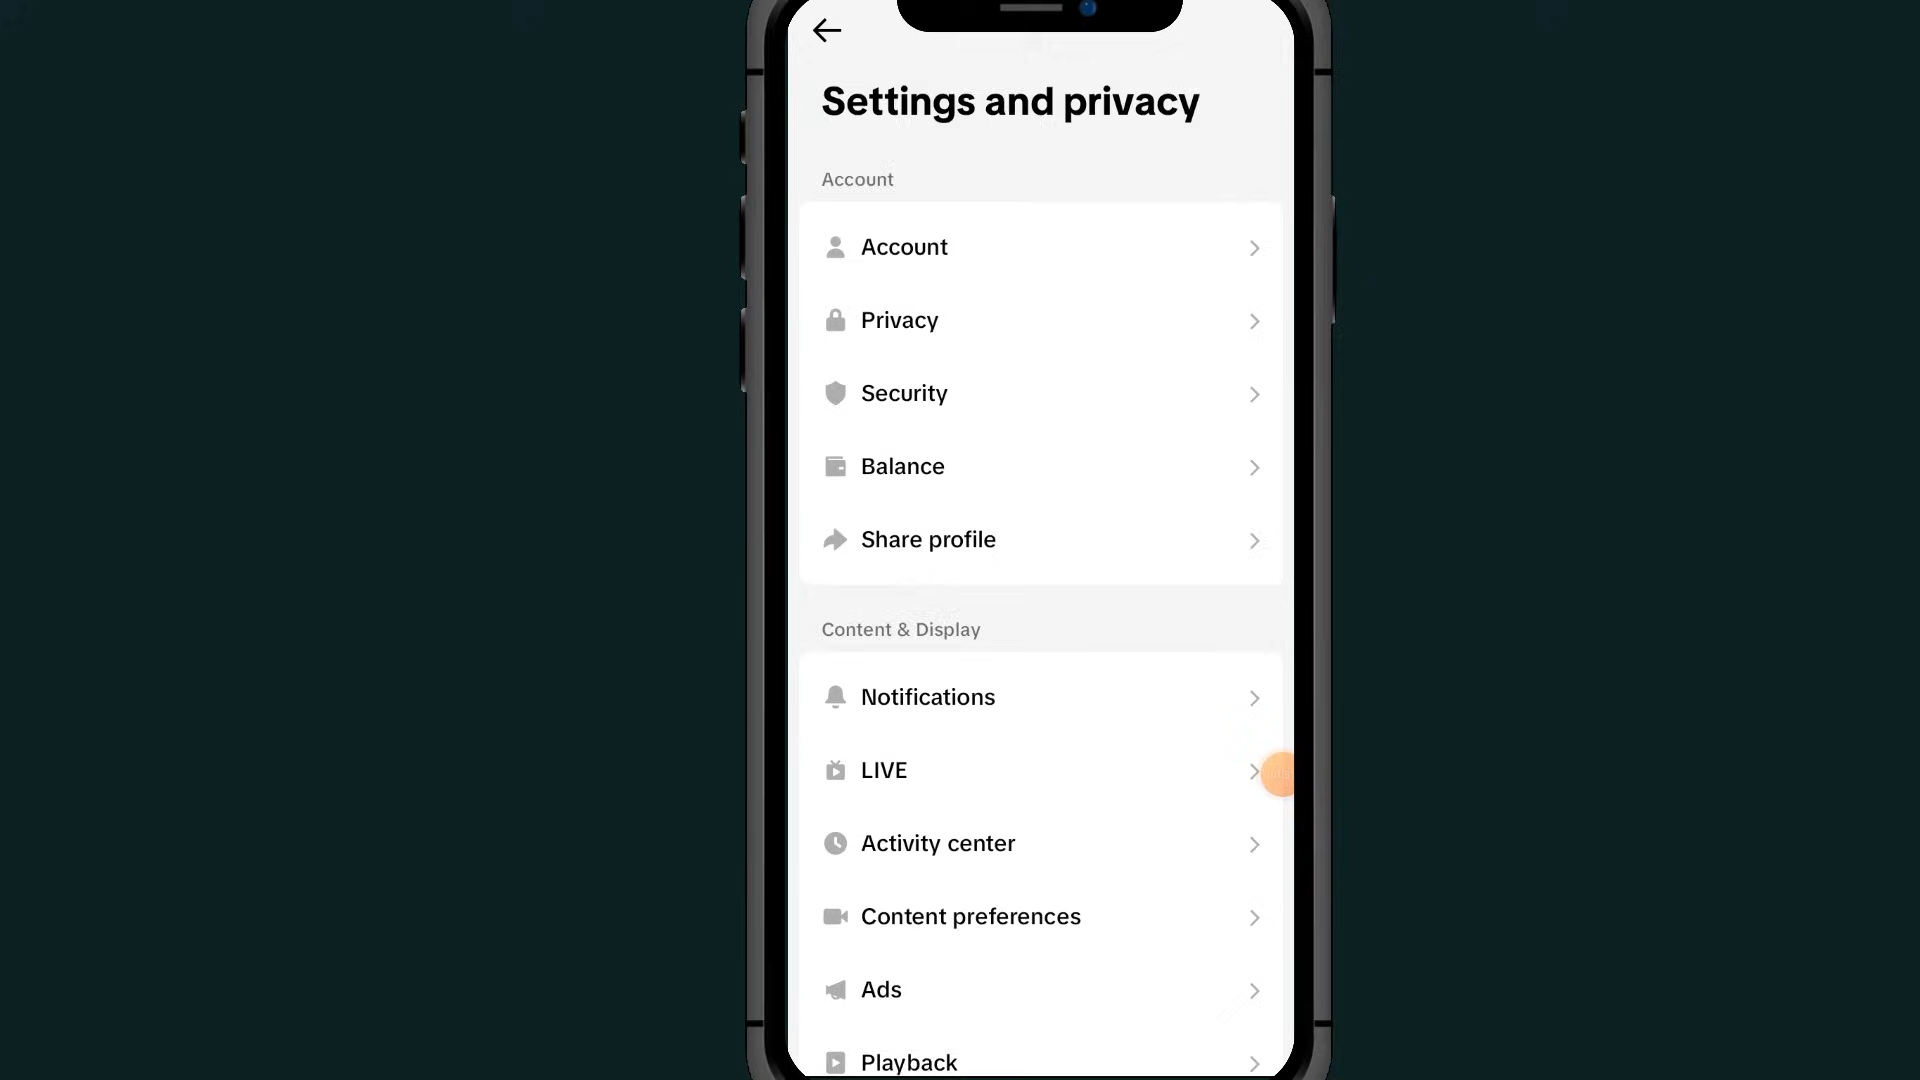 Settings and privacy
Account
Account
Privacy
Security
Balance
Share profile
Content & Display
Notifications
LIVE
Activity center
Content preferences
Ads
Playback